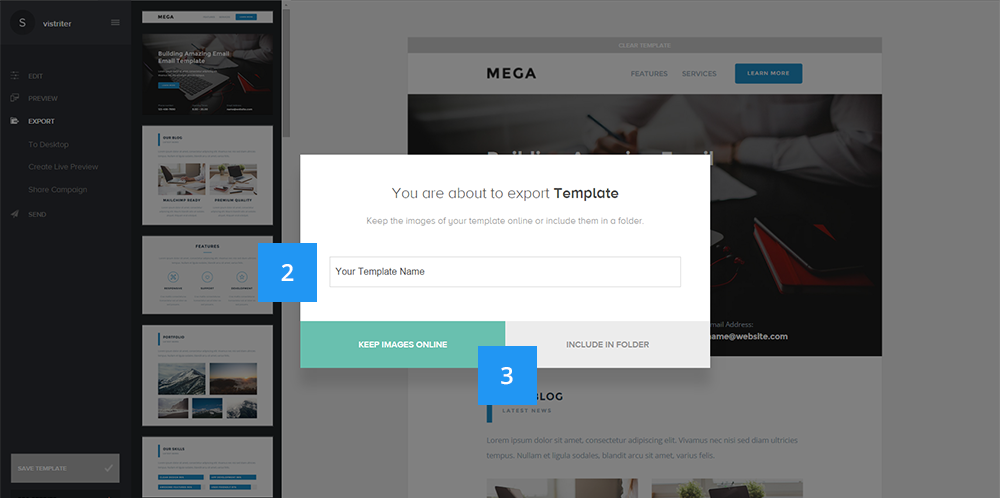 S
vistriter
EDIT
PREVIEW
EXPORT
To Desktop
Create Live Preview
Share Campaign
SEND
SAVE TEMPLATE
MEGA
Building Amazing Email
Email Template
OUR BLOG
MAILCHIMP READY
PREMIUM QUALITY
FEATURES
SUPPORT
PORTFOLIO
OUR SKILLS
CLEAR TEMPLATE
MEGA
FEATURES
SERVICES
LEARN MORE
You are about to export Template
Keep the images of your template online or include them in a folder.
2
Your Template Name
KEEP IMAGES ONLINE
INCLUDE IN FOLDER
3
Email Address:
name@website.com
BLOG
LATEST NEWS
Lorem ipsum dolor sit amet, consectetur adipiscing elit. Vivamus nec sem dictum sed diam ultricies
tempus. Nullam et ligula sodales, blandit arcu sit amet, varius felis.